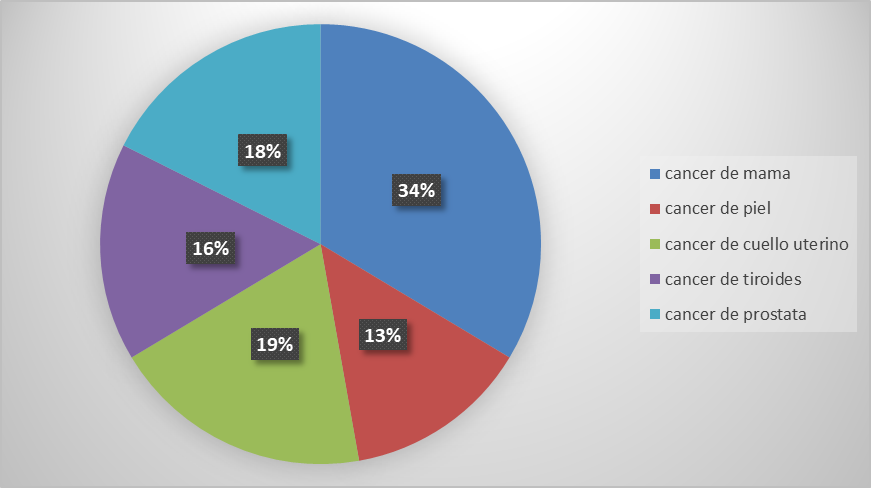 34%
13%
19%
16%
18%
cancer de mama
cancer de piel
cancer de cuello uterino
cancer de tiroides
cancer de prostata